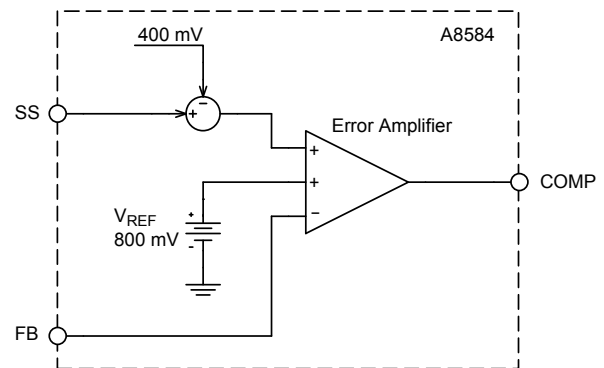 400 mV
A8584
−
SS
+
Error Amplifier
+
+
−
COMP
+
VREF
800 mV
-
FB